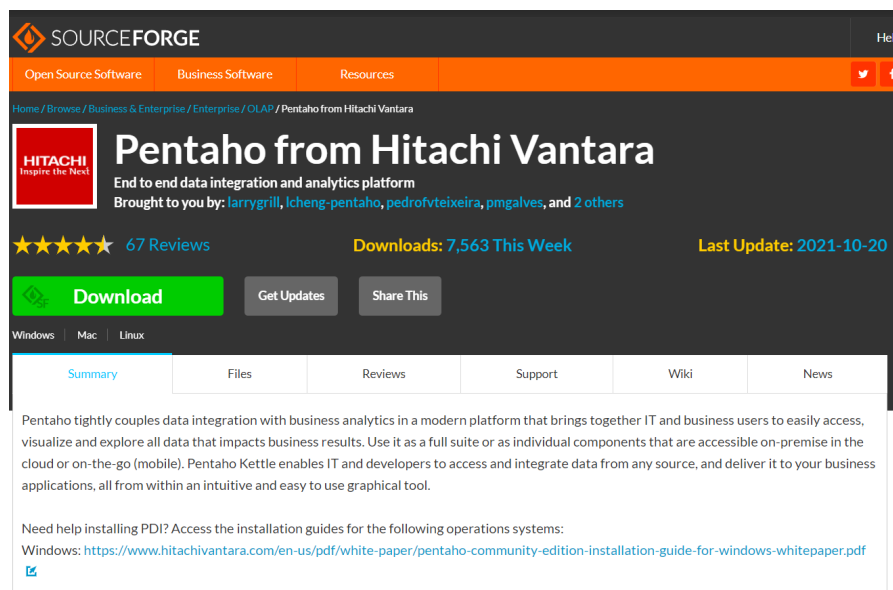 SOURCEFORGE
Open Source Software Business Software Resources
Home / Browse / Business & Enterprise / Enterprise / OLAP / Pentaho from Hitachi Vantara
HITACHI
Inspire the Next
Pentaho from Hitachi Vantara
End to end data integration and analytics platform
Brought to you by: larrygrill, lcheng-pentaho, pedrofvteixeira, pmgalves, and 2 others
67 Reviews Downloads: 7,563 This Week Last Update: 2021-10-20
SF Download Get Updates Share This
Windows Mac Linux
Summary Files Reviews Support Wiki News
Pentaho tightly couples data integration with business analytics in a modern platform that brings together IT and business users to easily access,
visualize and explore all data that impacts business results. Use it as a full suite or as individual components that are accessible on-premise in the
cloud or on-the-go (mobile). Pentaho Kettle enables IT and developers to access and integrate data from any source, and deliver it to your business
applications, all from within an intuitive and easy to use graphical tool.
Need help installing PDI? Access the installation guides for the following operations systems:
Windows: https://www.hitachivantara.com/en-us/pdf/white-paper/pentaho-community-edition-installation-guide-for-windows-whitepaper.pdf